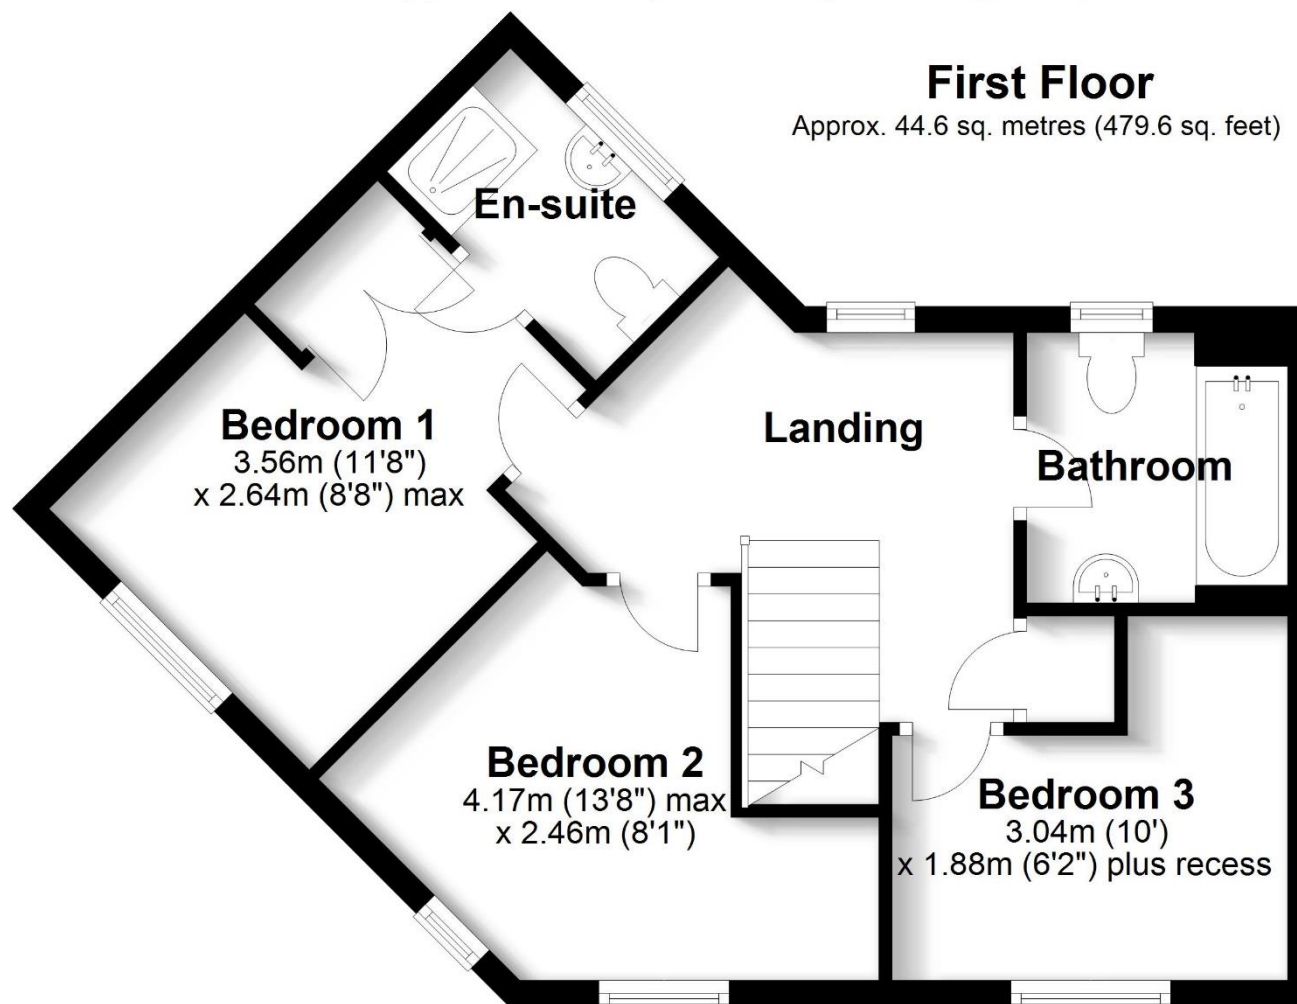 First Floor
Approx. 44.6 sq. metres (479.6 sq. feet)
En-suite
Bedroom 1
3.56m (11'8")
x 2.64m (8'8") max
Landing
Bathroom
Bedroom 2
4.17m (13'8") max
x 2.46m (8'1")
Bedroom 3
3.04m (10')
x 1.88m (6'2") plus recess